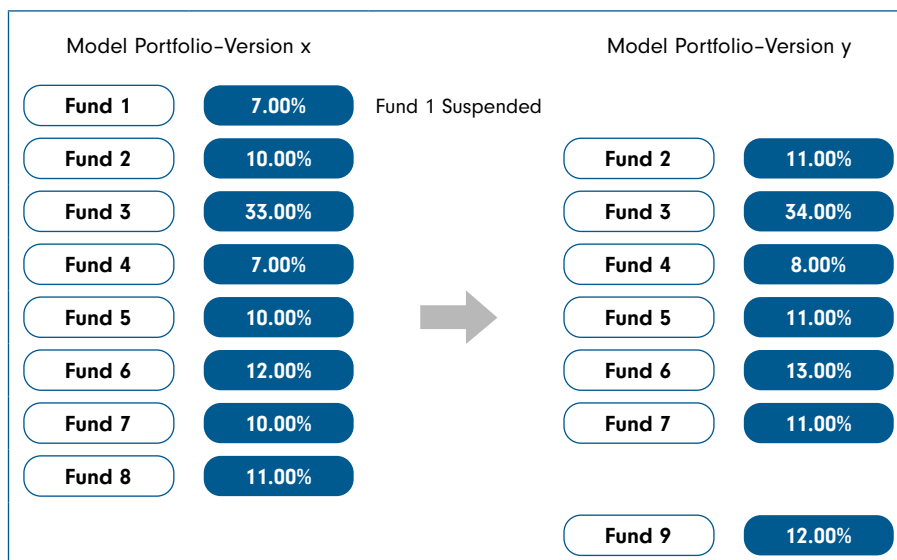 Model Portfolio–Version x Model Portfolio–Version y
Fund 1 7.00% Fund 1 Suspended
Fund 2 10.00% Fund 2 11.00%
Fund 3 33.00% Fund 3 34.00%
Fund 4 7.00% Fund 4 8.00%
Fund 5 10.00% Fund 5 11.00%
Fund 6 12.00% Fund 6 13.00%
Fund 7 10.00% Fund 7 11.00%
Fund 8 11.00%
Fund 9 12.00%